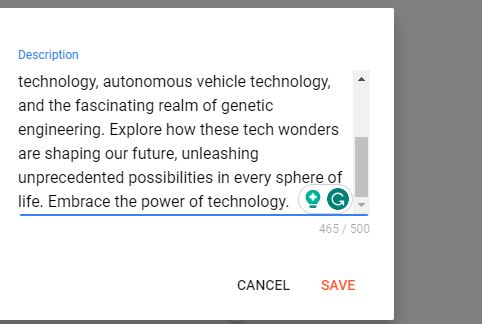 Description
technology, autonomous vehicle technology,
and the fascinating realm of genetic
engineering. Explore how these tech wonders
are shaping our future, unleashing
unprecedented possibilities in every sphere of
life. Embrace the power of technology.
465 / 500
CANCEL SAVE